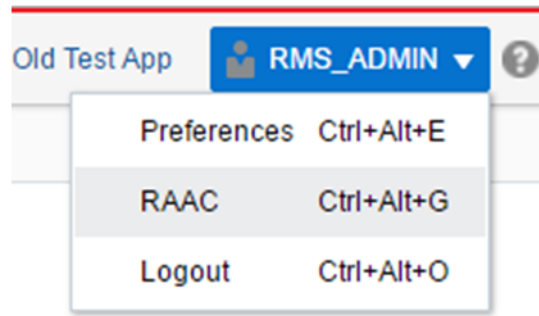 Old Test App RMS_ADMIN ?
Preferences Ctrl+Alt+E
RAAC Ctrl+Alt+G
Logout Ctrl+Alt+O